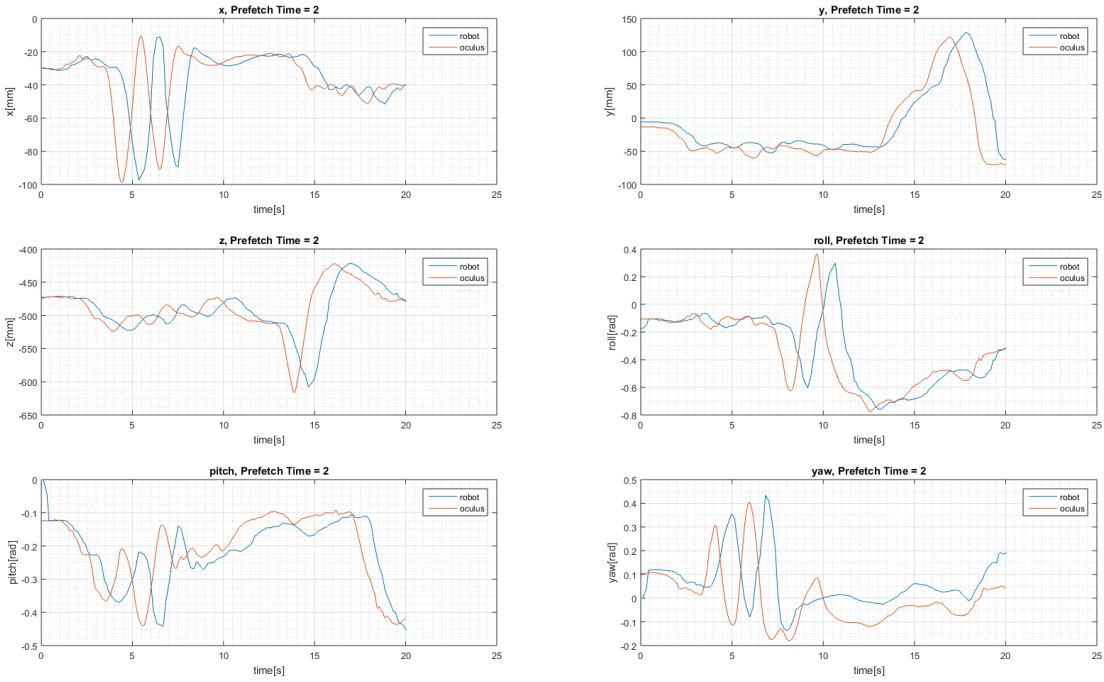 x, Prefetch Time = 2
0
-20
-40
-60
-80
-100
x[mm]
0 5 10 15 20 25
time[s]
robot
oculus
y, Prefetch Time = 2
150
100
50
0
-50
-100
y[mm]
0 5 10 15 20 25
time[s]
robot
oculus
z, Prefetch Time = 2
-400
-450
-500
-550
-600
-650
z[mm]
0 5 10 15 20 25
time[s]
robot
oculus
roll, Prefetch Time = 2
0.4
0.2
0
-0.2
-0.4
-0.6
-0.8
roll[rad]
0 5 10 15 20 25
time[s]
robot
oculus
pitch, Prefetch Time = 2
0
-0.1
-0.2
-0.3
-0.4
-0.5
pitch[rad]
0 5 10 15 20 25
time[s]
robot
oculus
yaw, Prefetch Time = 2
0.5
0.4
0.3
0.2
0.1
0
-0.1
-0.2
yaw[rad]
0 5 10 15 20 25
time[s]
robot
oculus